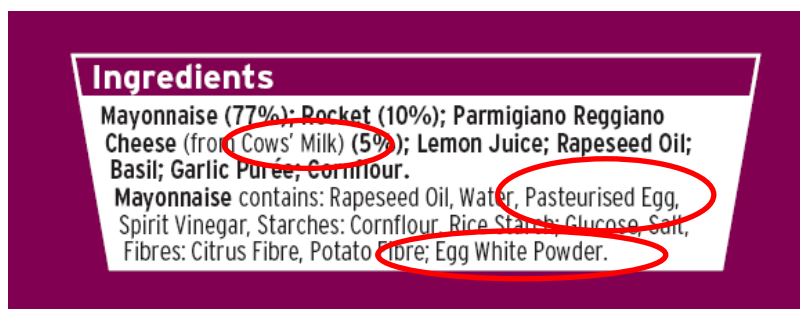 Ingredients
Mayonnaise (77%); Rocket (10%); Parmigiano Reggiano
Cheese (from Cows' Milk) (5%); Lemon Juice; Rapeseed Oil;
Basil; Garlic Purée; Cornflour.
Mayonnaise contains: Rapeseed Oil, Water, Pasteurised Egg,
Spirit Vinegar, Starches: Cornflour, Rice Starch; Glucose, Salt,
Fibres: Citrus Fibre, Potato Fibre; Egg White Powder.